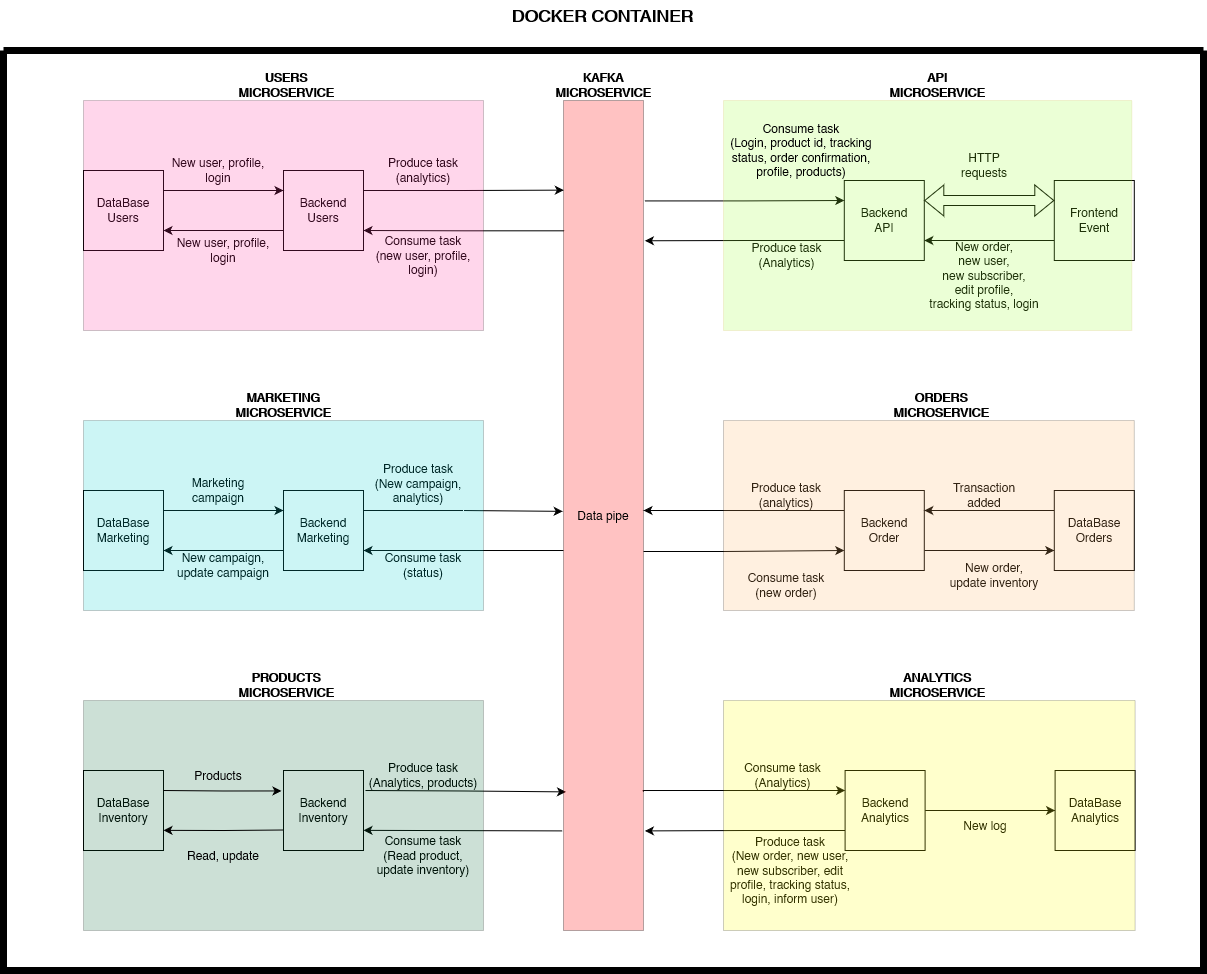 DOCKER CONTAINER
USERS
MICROSERVICE
New user, profile,
login
Produce task
(analytics)
DataBase
Users
Backend
Users
New user, profile,
login
Consume task
(new user, profile,
login)
KAFKA
MICROSERVICE
Data pipe
API
MICROSERVICE
Consume task
(Login, product id, tracking
status, order confirmation,
profile, products)
HTTP
requests
Backend
API
Frontend
Event
Produce task
(Analytics)
New order,
new user,
new subscriber,
edit profile,
tracking status, login
MARKETING
MICROSERVICE
Marketing
campaign
Produce task
(New campaign,
analytics)
DataBase
Marketing
Backend
Marketing
New campaign,
update campaign
Consume task
(status)
ORDERS
MICROSERVICE
Produce task
(analytics)
Transaction
added
Backend
Order
DataBase
Orders
Consume task
(new order)
New order,
update inventory
PRODUCTS
MICROSERVICE
Products
Produce task
(Analytics, products)
DataBase
Inventory
Backend
Inventory
Read, update
Consume task
(Read product,
update inventory)
ANALYTICS
MICROSERVICE
Consume task
(Analytics)
Backend
Analytics
DataBase
Analytics
New log
Produce task
(New order, new user,
new subscriber, edit
profile, tracking status,
login, inform user)